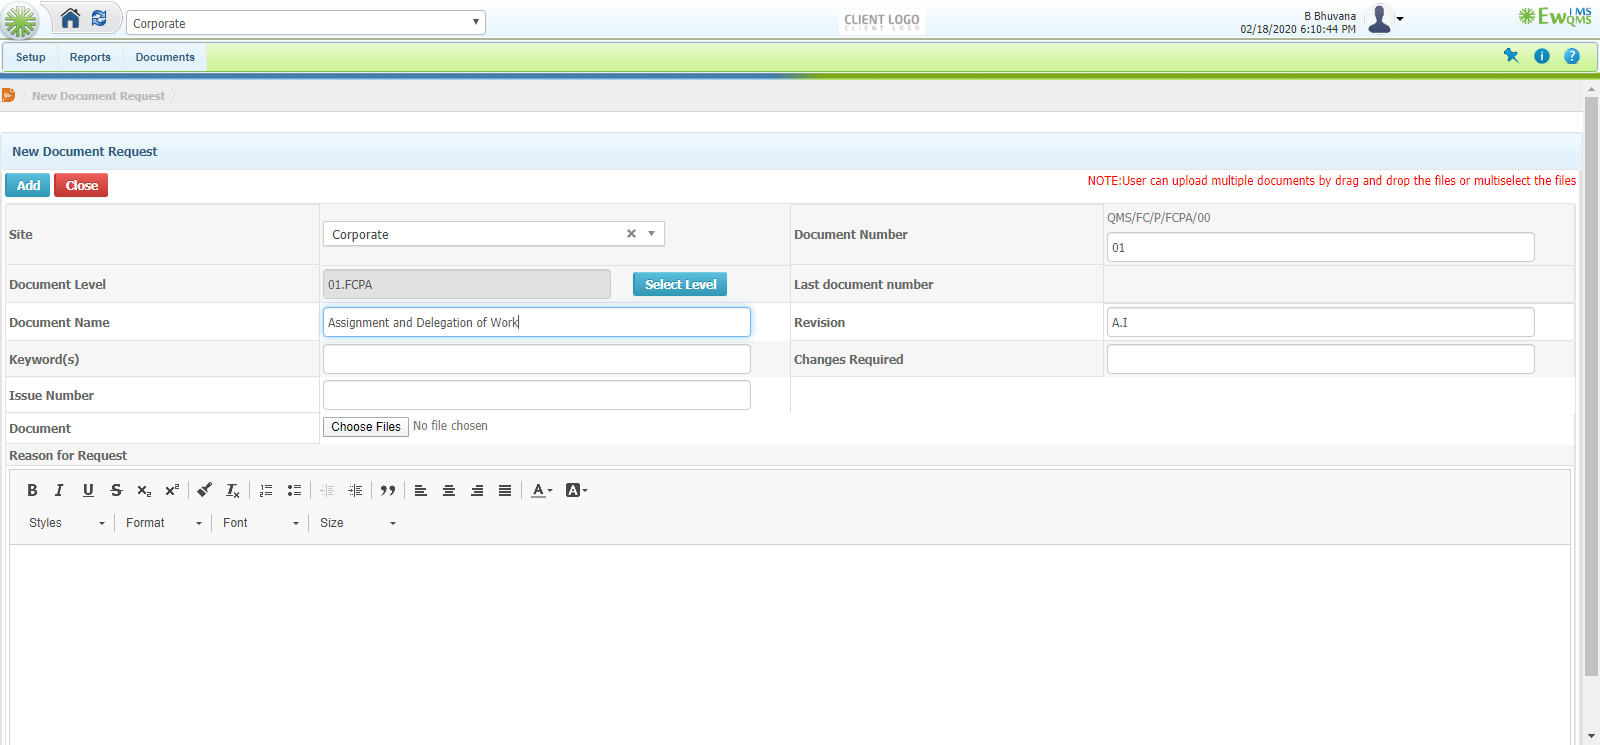 Corporate
CLIENT LOGO
CLIENT LOGO
B Bhuvana
02/18/2020 6:10:44 PM
Ew IMS QMS
Setup Reports Documents
New Document Request
New Document Request
Add Close
NOTE:User can upload multiple documents by drag and drop the files or multiselect the files
Site Corporate Document Number QMS/FC/P/FCPA/00
01
Document Level 01.FCPA Select Level Last document number
Document Name Assignment and Delegation of Work Revision A.I
Keyword(s) Changes Required
Issue Number
Document Choose Files No file chosen
Reason for Request
Styles Format Font Size